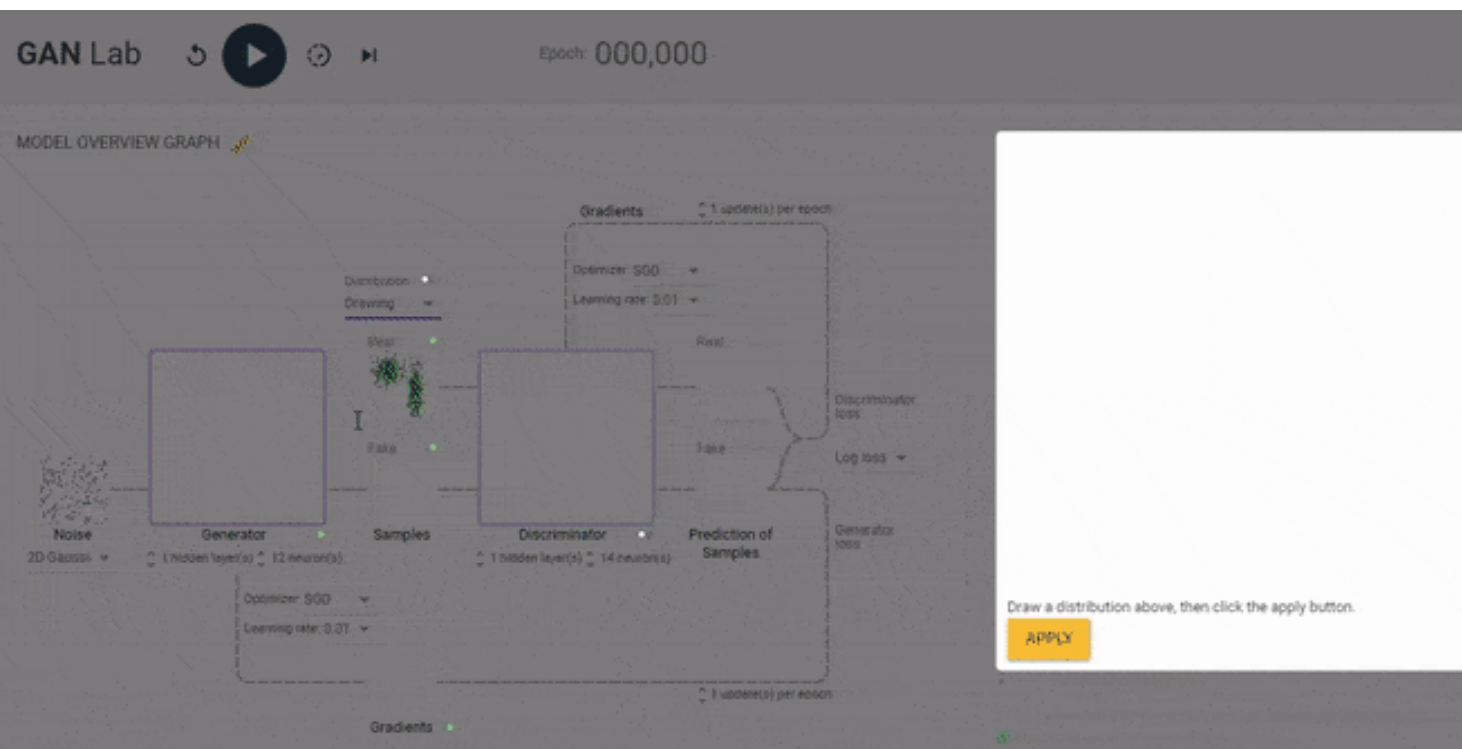 GAN Lab
Epoch: 000,000
MODEL OVERVIEW GRAPH
Gradients
1 update(s) per epoch
Distribution
Drawing
Optimizer: SGD
Learning rate: 0.01
Real
Real
Discriminator
loss
Fake
Fake
Log loss
Noise
Generator
Samples
Discriminator
Prediction of
Samples
Generator
loss
2D Gaussi
1 hidden layer(s) 12 neuron(s)
1 hidden layer(s) 14 neuron(s)
Optimizer: SGD
Learning rate: 0.01
Draw a distribution above, then click the apply button.
APPLY
1 update(s) per epoch
Gradients